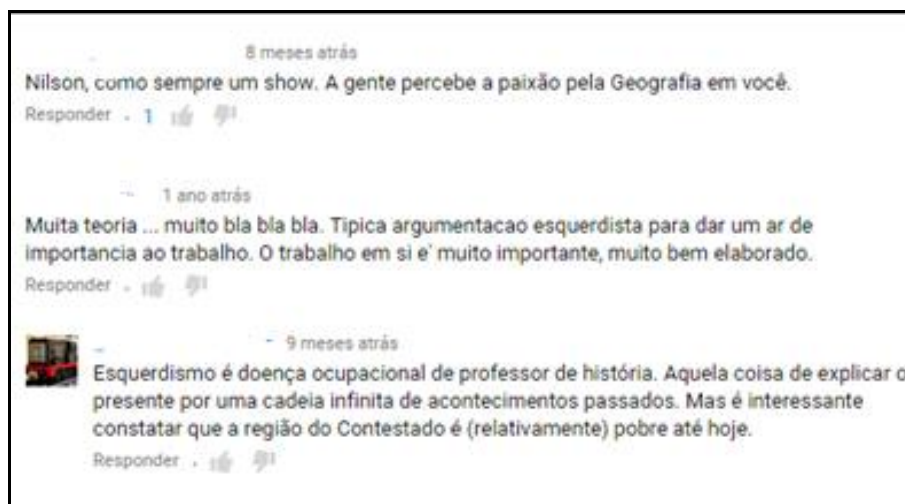 8 meses atrás
Nilson, como sempre um show. A gente percebe a paixão pela Geografia em você.
Responder . 1
1 ano atrás
Muita teoria ... muito bla bla bla. Tipica argumentacao esquerdista para dar um ar de
importancia ao trabalho. O trabalho em si e' muito importante, muito bem elaborado.
Responder .
9 meses atrás
Esquerdismo é doença ocupacional de professor de história. Aquela coisa de explicar o
presente por uma cadeia infinita de acontecimentos passados. Mas é interessante
constatar que a região do Contestado é (relativamente) pobre até hoje.
Responder .